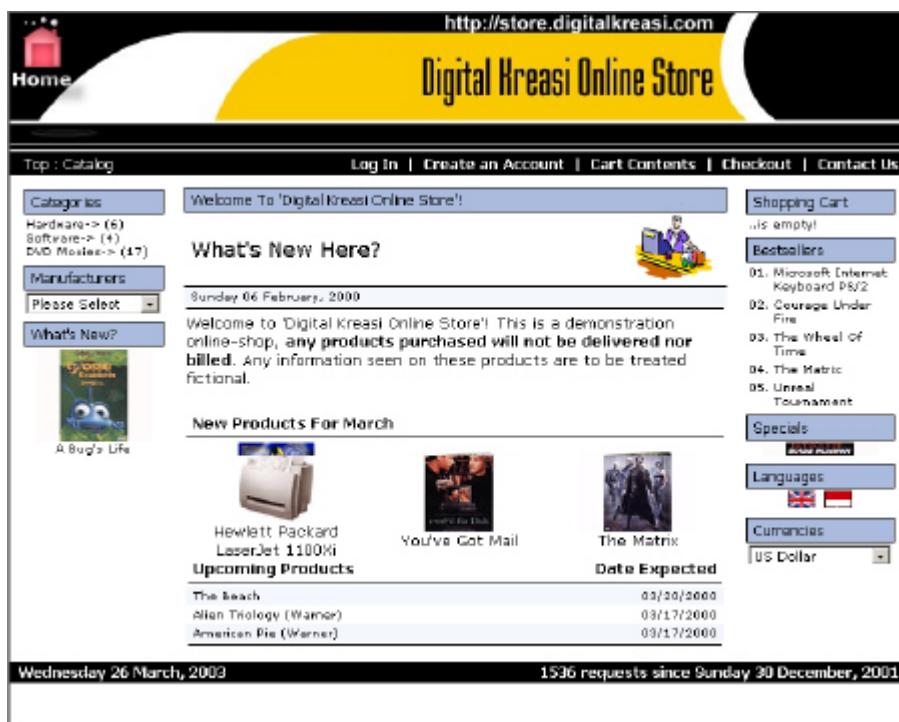 http://store.digitalkreasi.com
Home
Digital Kreasi Online Store
Top : Catalog
Log In | Create an Account | Cart Contents | Checkout | Contact Us
Categories
Hardware-> (6)
Software-> (4)
DVD Movies-> (17)
Manufacturers
Please Select
What's New?
A Bug's Life
Welcome To 'Digital Kreasi Online Store'!
What's New Here?
Sunday 06 February, 2000
Welcome to 'Digital Kreasi Online Store'! This is a demonstration
online-shop, any products purchased will not be delivered nor
billed. Any information seen on these products are to be treated
fictional.
New Products For March
Hewlett Packard
LaserJet 1100Xi
You've Got Mail
The Matrix
Upcoming Products Date Expected
The Beach 03/20/2000
Alien Triology (Warner) 03/17/2000
American Pie (Warner) 03/17/2000
Shopping Cart
..is empty!
Bestsellers
01. Microsoft Internet
Keyboard PS/2
02. Courage Under
Fire
03. The Wheel Of
Time
04. The Matric
05. Unreal
Tournament
Specials
Languages
Currencies
US Dollar
Wednesday 26 March, 2003
1536 requests since Sunday 30 December, 2001